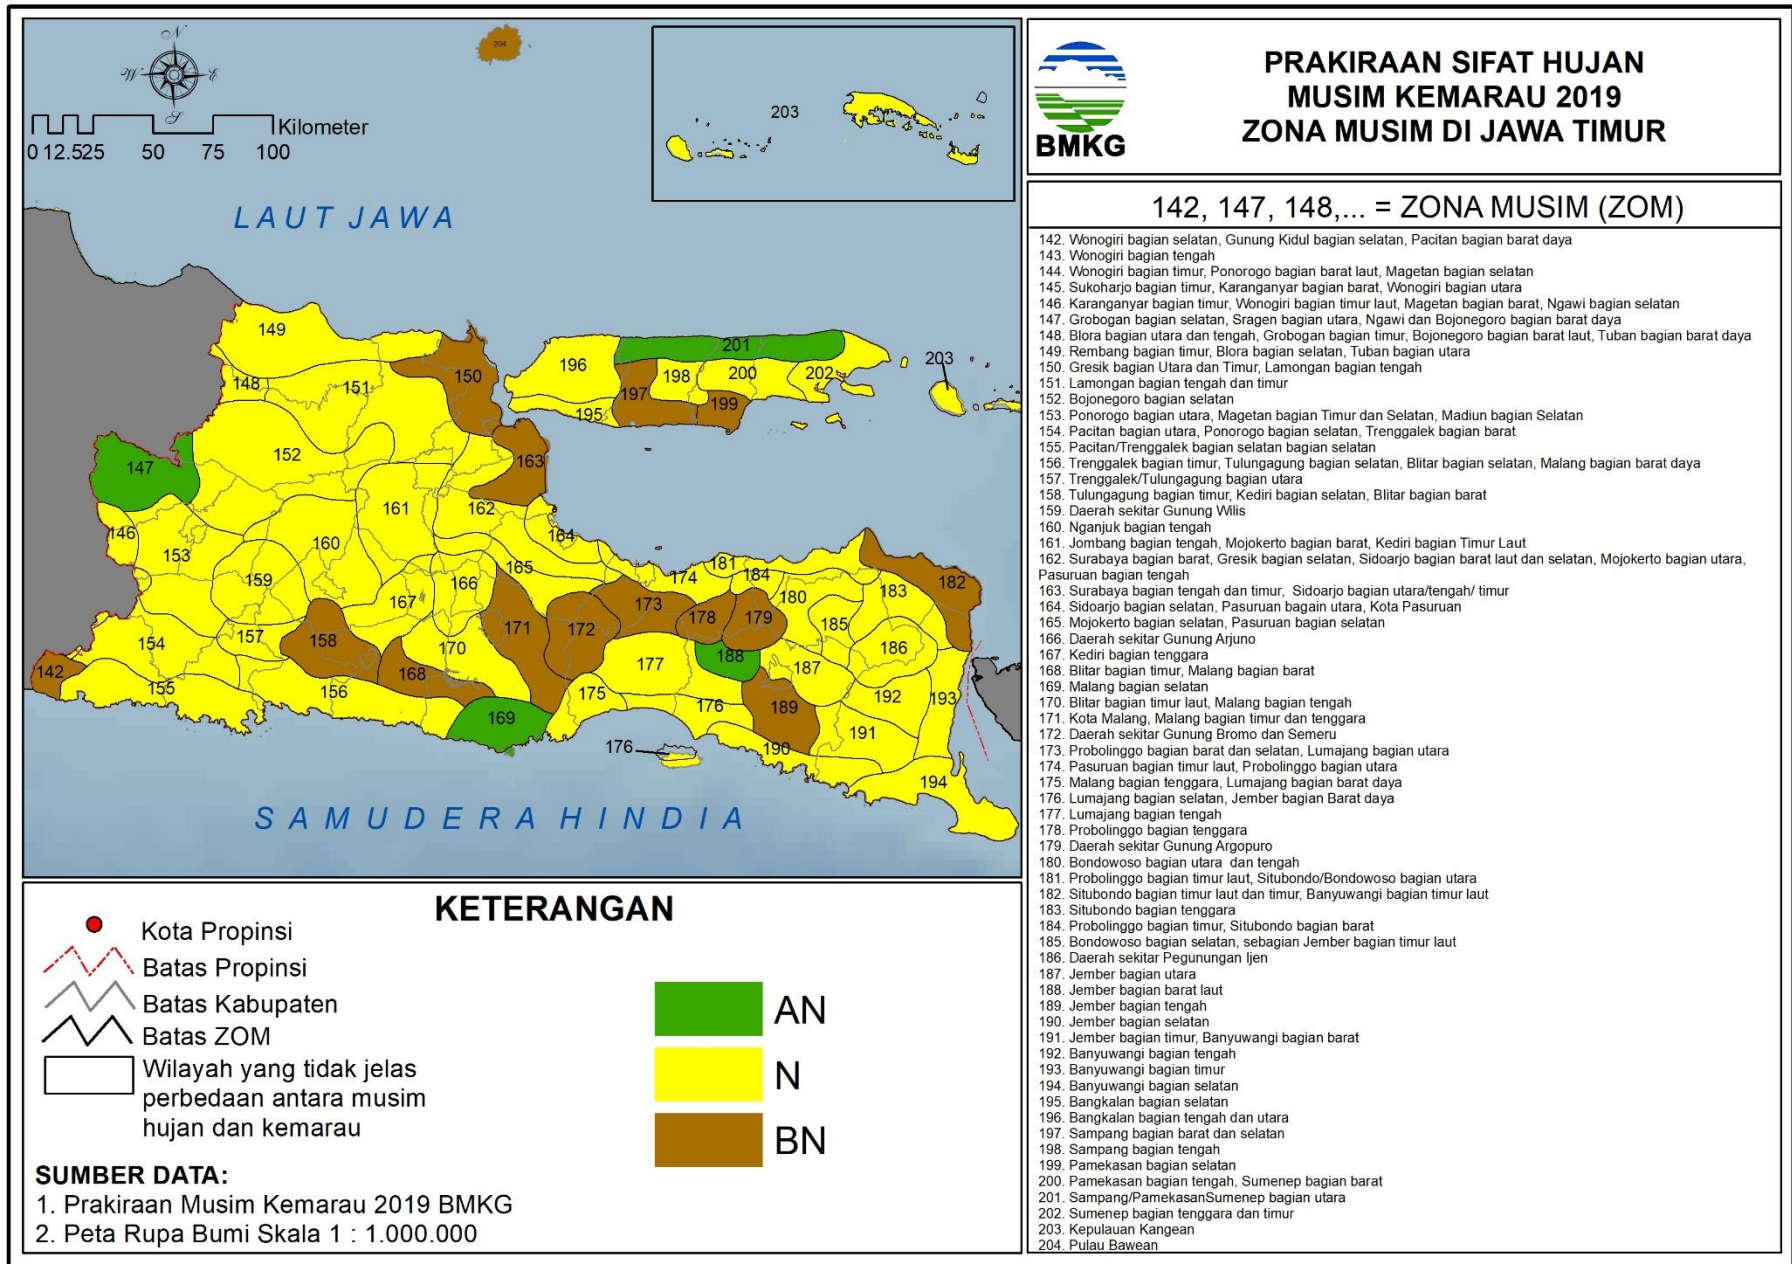 N
W
E
S
Kilometer
0 12.525 50 75 100
204
203
LAUT JAWA
149
148
151
150
196
201
203
197
198
200
202
195
199
147
152
163
161
162
146
153
160
164
159
165
181
182
174
184
183
166
180
167
173
178
179
185
154
157
158
171
172
186
170
188
142
168
177
187
155
156
175
192
193
169
176
189
191
176
190
194
SAMUDERA HINDIA
BMKG
PRAKIRAAN SIFAT HUJAN
MUSIM KEMARAU 2019
ZONA MUSIM DI JAWA TIMUR
142, 147, 148,... = ZONA MUSIM (ZOM)
142. Wonogiri bagian selatan, Gunung Kidul bagian selatan, Pacitan bagian barat daya
143. Wonogiri bagian tengah
144. Wonogiri bagian timur, Ponorogo bagian barat laut, Magetan bagian selatan
145. Sukoharjo bagian timur, Karanganyar bagian barat, Wonogiri bagian utara
146. Karanganyar bagian timur, Wonogiri bagian timur laut, Magetan bagian barat, Ngawi bagian selatan
147. Grobogan bagian selatan, Sragen bagian utara, Ngawi dan Bojonegoro bagian barat daya
148. Blora bagian utara dan tengah, Grobogan bagian timur, Bojonegoro bagian barat laut, Tuban bagian barat daya
149. Rembang bagian timur, Blora bagian selatan, Tuban bagian utara
150. Gresik bagian Utara dan Timur, Lamongan bagian tengah
151. Lamongan bagian tengah dan timur
152. Bojonegoro bagian selatan
153. Ponorogo bagian utara, Magetan bagian Timur dan Selatan, Madiun bagian Selatan
154. Pacitan bagian utara, Ponorogo bagian selatan, Trenggalek bagian barat
155. Pacitan/Trenggalek bagian selatan bagian selatan
156. Trenggalek bagian timur, Tulungagung bagian selatan, Blitar bagian selatan, Malang bagian barat daya
157. Trenggalek/Tulungagung bagian utara
158. Tulungagung bagian timur, Kediri bagian selatan, Blitar bagian barat
159. Daerah sekitar Gunung Wilis
160. Nganjuk bagian tengah
161. Jombang bagian tengah, Mojokerto bagian barat, Kediri bagian Timur Laut
162. Surabaya bagian barat, Gresik bagian selatan, Sidoarjo bagian barat laut dan selatan, Mojokerto bagian utara,
Pasuruan bagian tengah
163. Surabaya bagian tengah dan timur, Sidoarjo bagian utara/tengah/ timur
164. Sidoarjo bagian selatan, Pasuruan bagain utara, Kota Pasuruan
165. Mojokerto bagian selatan, Pasuruan bagian selatan
166. Daerah sekitar Gunung Arjuno
167. Kediri bagian tenggara
168. Blitar bagian timur, Malang bagian barat
169. Malang bagian selatan
170. Blitar bagian timur laut, Malang bagian tengah
171. Kota Malang, Malang bagian timur dan tenggara
172. Daerah sekitar Gunung Bromo dan Semeru
173. Probolinggo bagian barat dan selatan, Lumajang bagian utara
174. Pasuruan bagian timur laut, Probolinggo bagian utara
175. Malang bagian tenggara, Lumajang bagian barat daya
176. Lumajang bagian selatan, Jember bagian Barat daya
177. Lumajang bagian tengah
178. Probolinggo bagian tenggara
179. Daerah sekitar Gunung Argopuro
180. Bondowoso bagian utara dan tengah
181. Probolinggo bagian timur laut, Situbondo/Bondowoso bagian utara
182. Situbondo bagian timur laut dan timur, Banyuwangi bagian timur laut
183. Situbondo bagian tenggara
184. Probolinggo bagian timur, Situbondo bagian barat
185. Bondowoso bagian selatan, sebagian Jember bagian timur laut
186. Daerah sekitar Pegunungan Ijen
187. Jember bagian utara
188. Jember bagian barat laut
189. Jember bagian tengah
190. Jember bagian selatan
191. Jember bagian timur, Banyuwangi bagian barat
192. Banyuwangi bagian tengah
193. Banyuwangi bagian timur
194. Banyuwangi bagian selatan
195. Bangkalan bagian selatan
196. Bangkalan bagian tengah dan utara
197. Sampang bagian barat dan selatan
198. Sampang bagian tengah
199. Pamekasan bagian selatan
200. Pamekasan bagian tengah, Sumenep bagian barat
201. Sampang/PamekasanSumenep bagian utara
202. Sumenep bagian tenggara dan timur
203. Kepulauan Kangean
204. Pulau Bawean
KETERANGAN
Kota Propinsi
Batas Propinsi
Batas Kabupaten
Batas ZOM
Wilayah yang tidak jelas
perbedaan antara musim
hujan dan kemarau
AN
N
BN
SUMBER DATA:
1. Prakiraan Musim Kemarau 2019 BMKG
2. Peta Rupa Bumi Skala 1 : 1.000.000